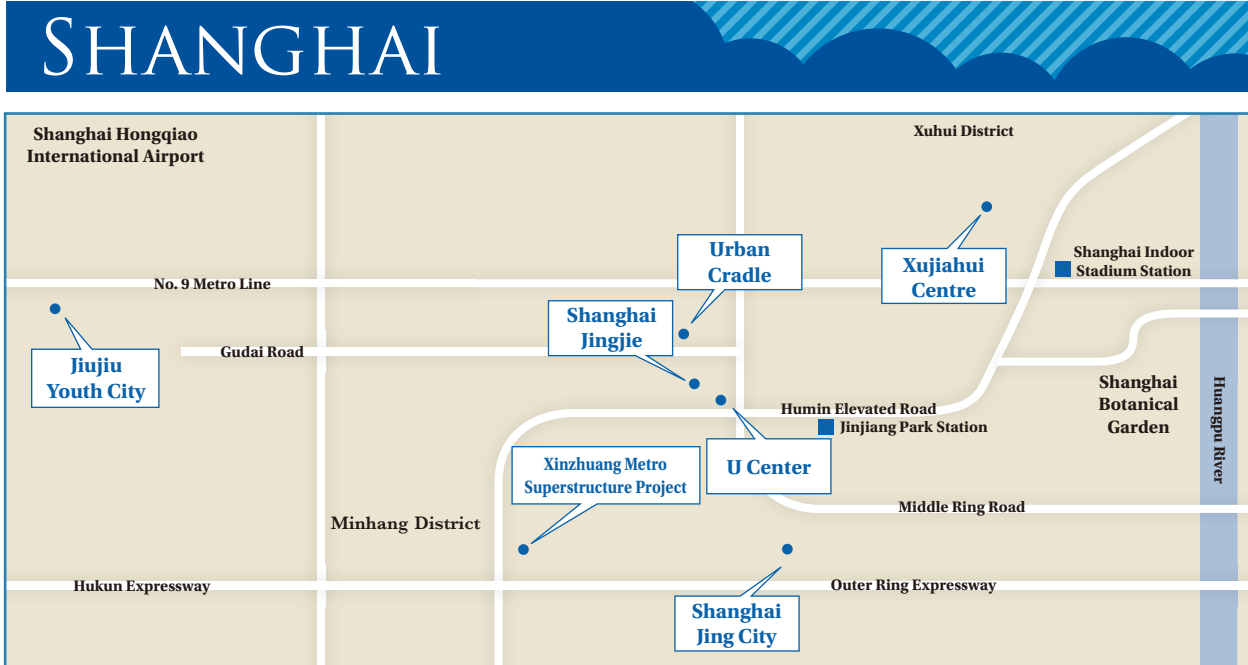 SHANGHAI
Shanghai Hongqiao
International Airport
Xuhui District
Urban
Cradle
Xujiahui
Centre
Shanghai Indoor
Stadium Station
No. 9 Metro Line
Shanghai
Jingjie
Jiujiu
Youth City
Gudai Road
Shanghai
Botanical
Garden
Huangpu River
Humin Elevated Road
Jinjiang Park Station
Xinzhuang Metro
Superstructure Project
U Center
Middle Ring Road
Minhang District
Hukun Expressway
Outer Ring Expressway
Shanghai
Jing City